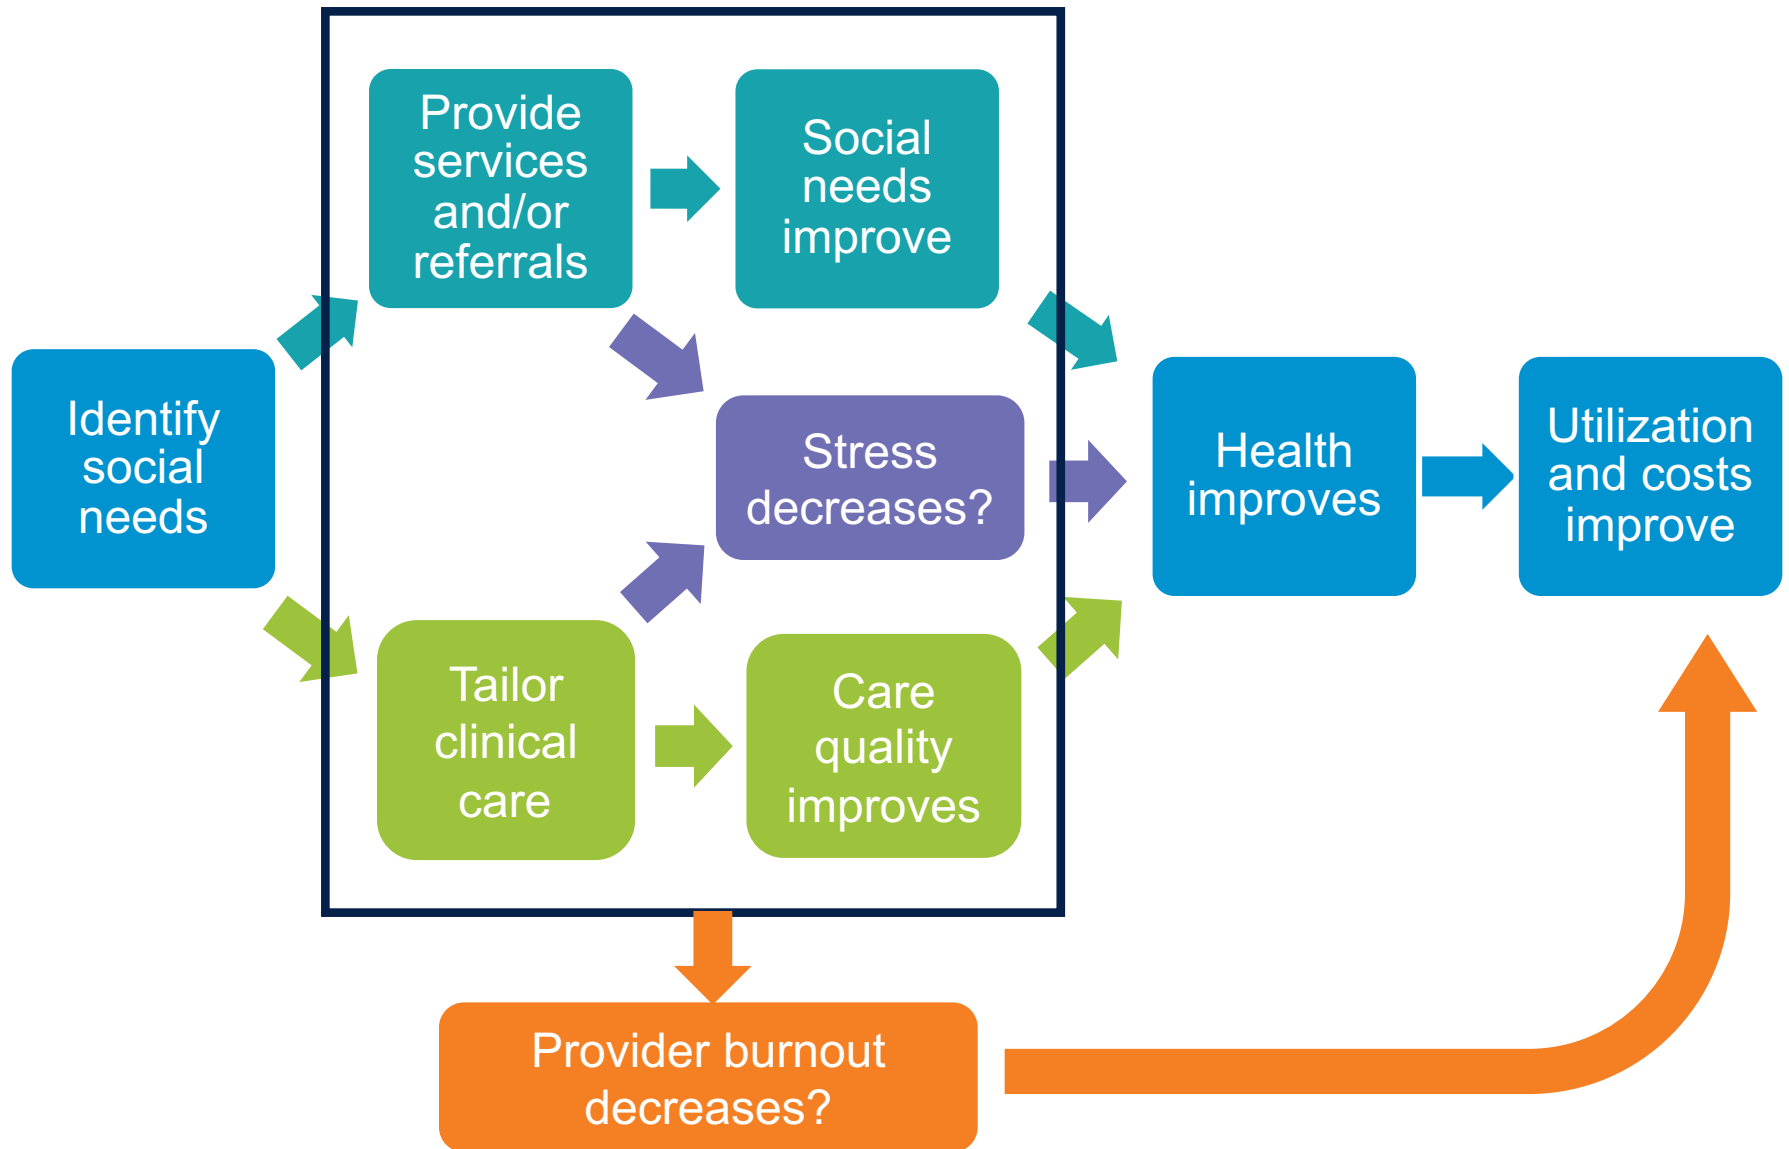 Identify
social
needs
Provide
services
and/or
referrals
Social
needs
improve
Stress
decreases?
Tailor
clinical
care
Care
quality
improves
Health
improves
Utilization
and costs
improve
Provider burnout
decreases?